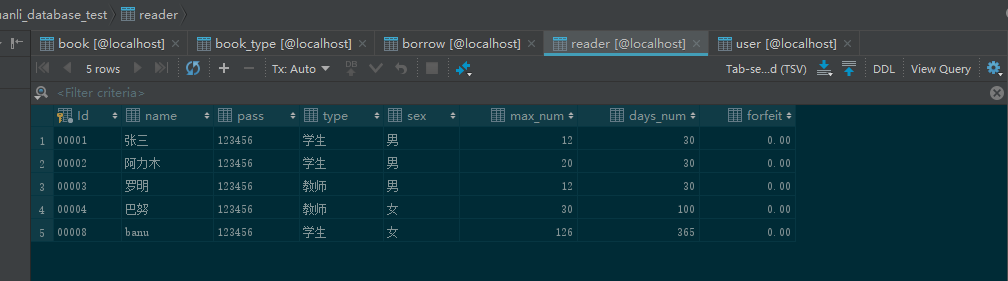 anli_database_test reader
book [@localhost] book_type [@localhost] borrow [@localhost] reader [@localhost] user [@localhost]
5 rows Tx: Auto DB Tab-se...d (TSV) DDL View Query
<Filter criteria>
Id name pass type sex max_num days_num forfeit
1 00001 张三 123456 学生 男 12 30 0.00
2 00002 阿力木 123456 学生 男 20 30 0.00
3 00003 罗明 123456 教师 男 12 30 0.00
4 00004 巴努 123456 教师 女 30 100 0.00
5 00008 banu 123456 学生 女 126 365 0.00